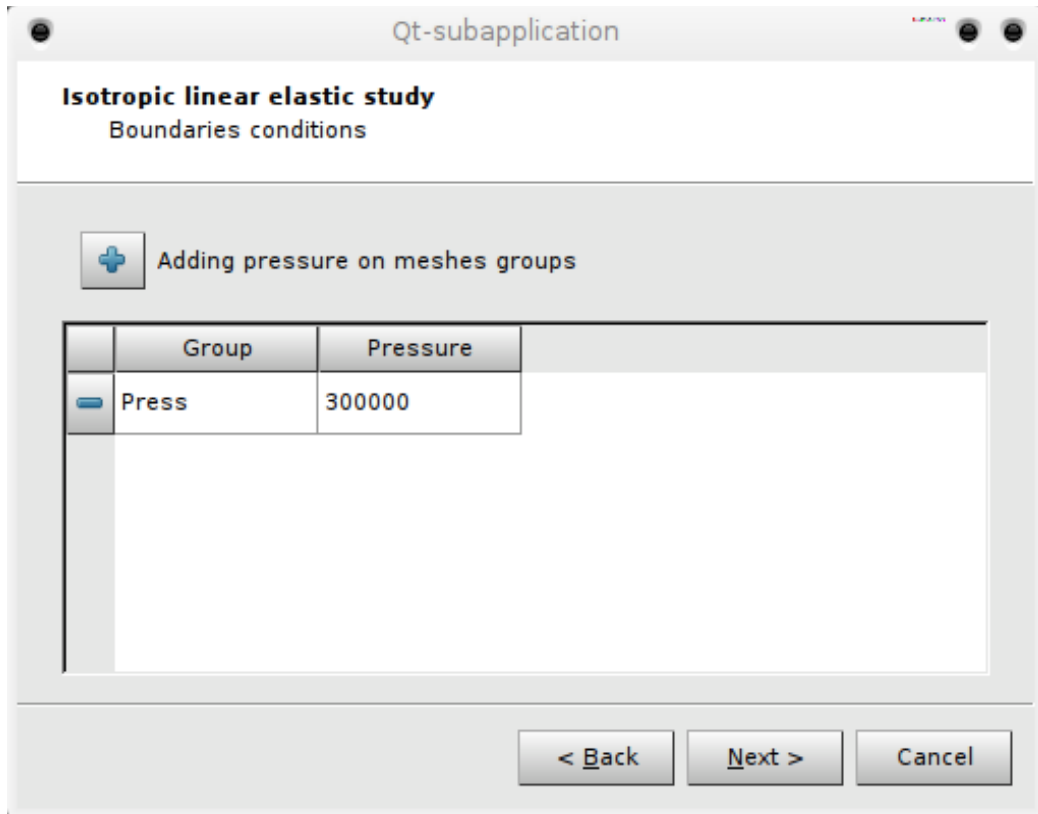 Qt-subapplication
Isotropic linear elastic study
Boundaries conditions
Adding pressure on meshes groups
Group Pressure
Press 300000
< Back Next > Cancel